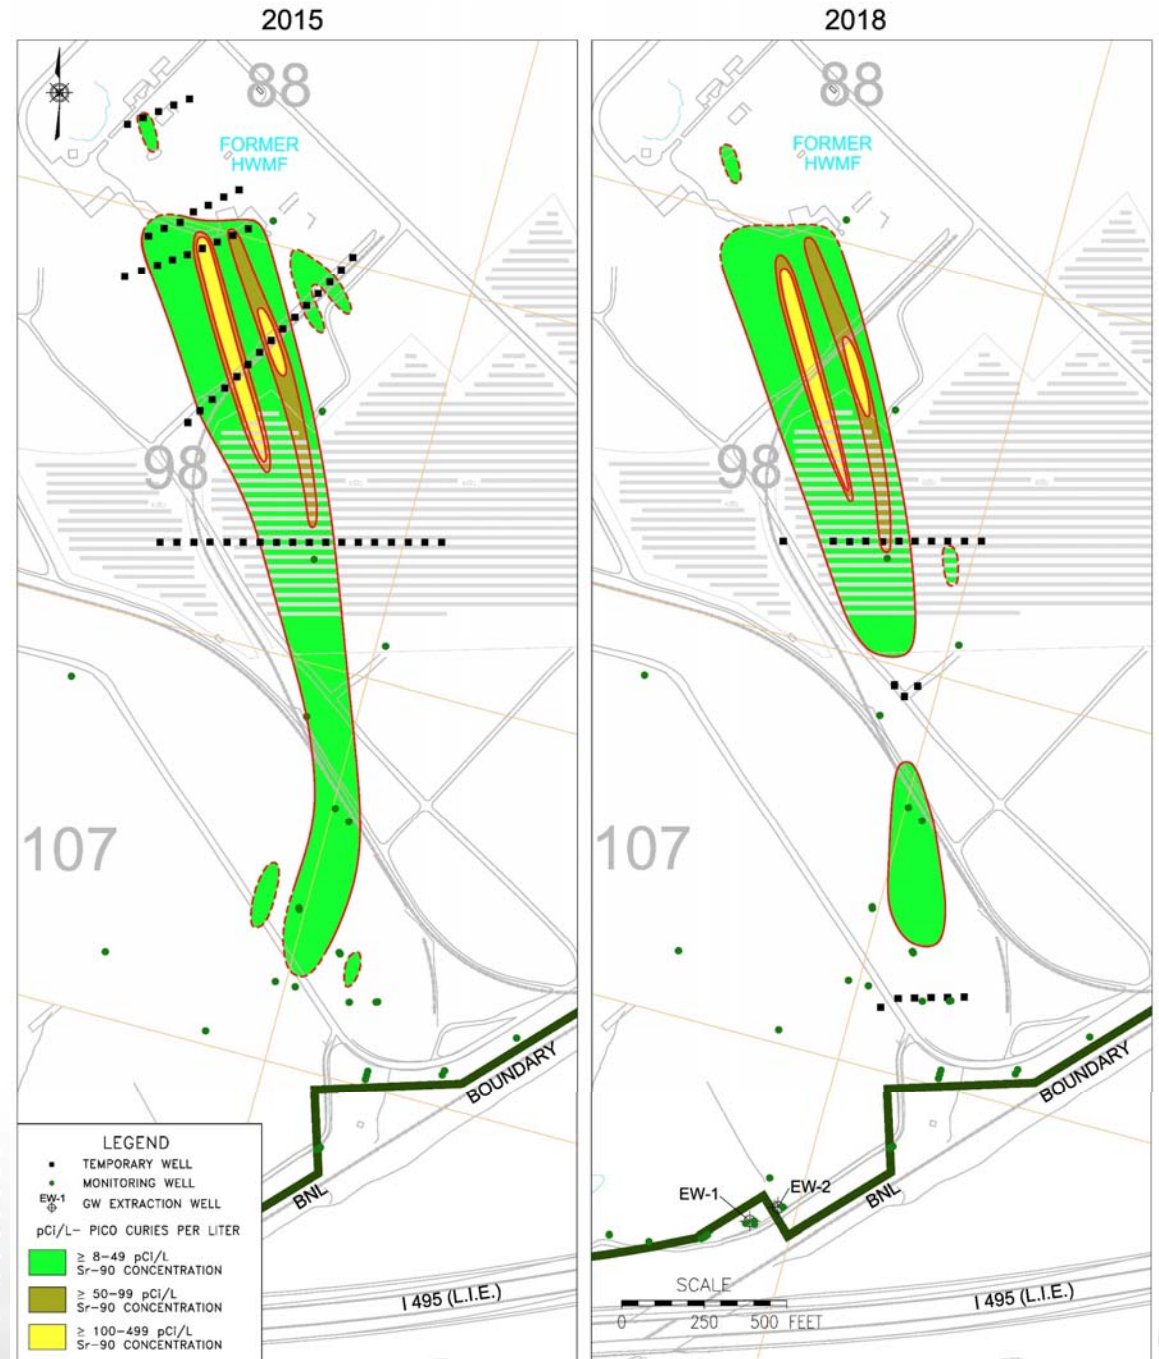 2015
2018
88
FORMER
HWMF
98
107
BOUNDARY
BNL
I 495 (L.I.E.)
LEGEND
TEMPORARY WELL
MONITORING WELL
EW-1
GW EXTRACTION WELL
pCi/L- PICO CURIES PER LITER
≥ 8-49 pCi/L
Sr-90 CONCENTRATION
≥ 50-99 pCi/L
Sr-90 CONCENTRATION
≥ 100-499 pCi/L
Sr-90 CONCENTRATION
88
FORMER
HWMF
98
107
BOUNDARY
EW-1
EW-2
BNL
SCALE
0 250 500 FEET
I 495 (L.I.E.)